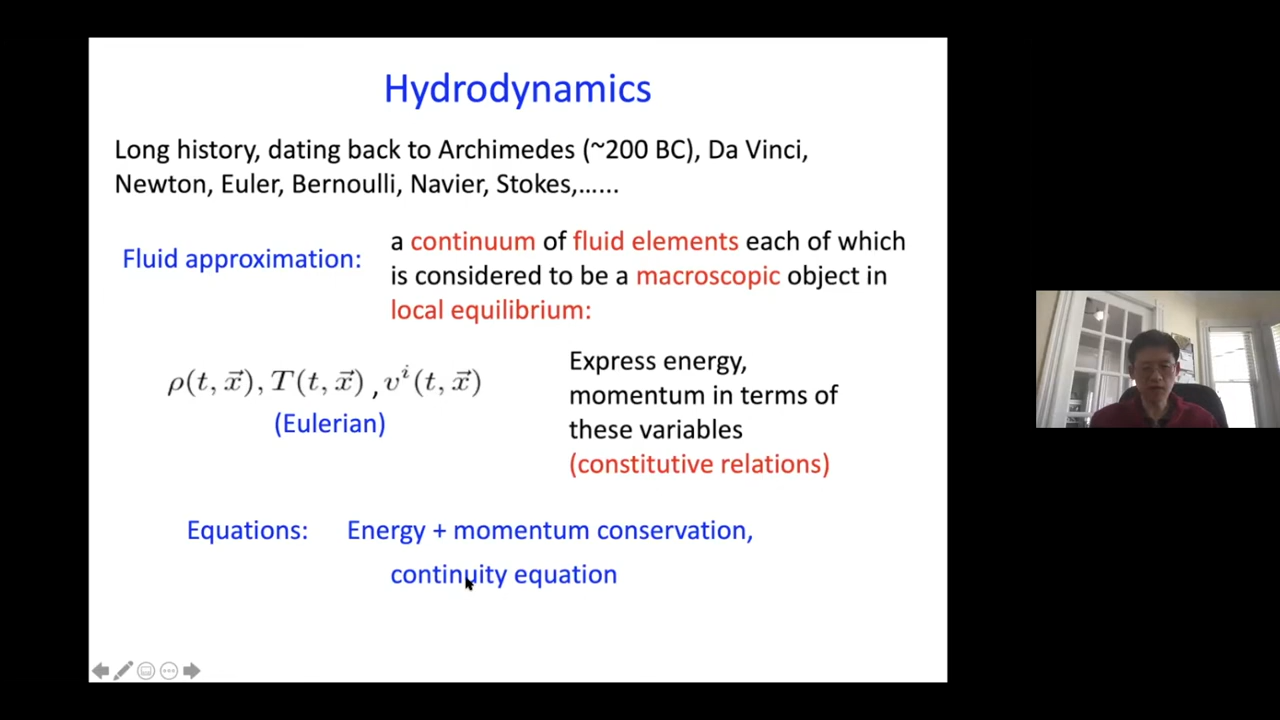 Hydrodynamics
Long history, dating back to Archimedes (~200 BC), Da Vinci,
Newton, Euler, Bernoulli, Navier, Stokes,…...
Fluid approximation:
a continuum of fluid elements each of which
is considered to be a macroscopic object in
local equilibrium:
ρ(t, x⃗), T(t, x⃗) , vⁱ(t, x⃗)
(Eulerian)
Express energy,
momentum in terms of
these variables
(constitutive relations)
Equations: Energy + momentum conservation,
continuity equation